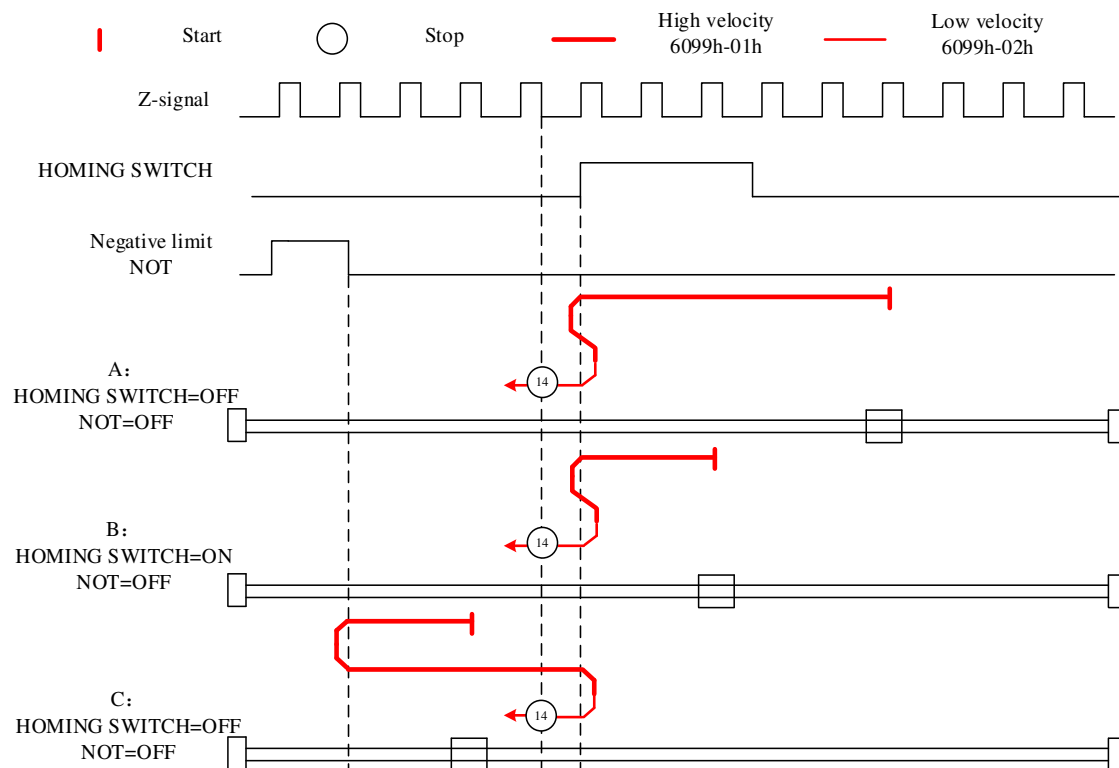 Start
Stop
High velocity
6099h-01h
Low velocity
6099h-02h
Z-signal
HOMING SWITCH
Negative limit
NOT
A：
HOMING SWITCH=OFF
NOT=OFF
14
B：
HOMING SWITCH=ON
NOT=OFF
14
C：
HOMING SWITCH=OFF
NOT=OFF
14